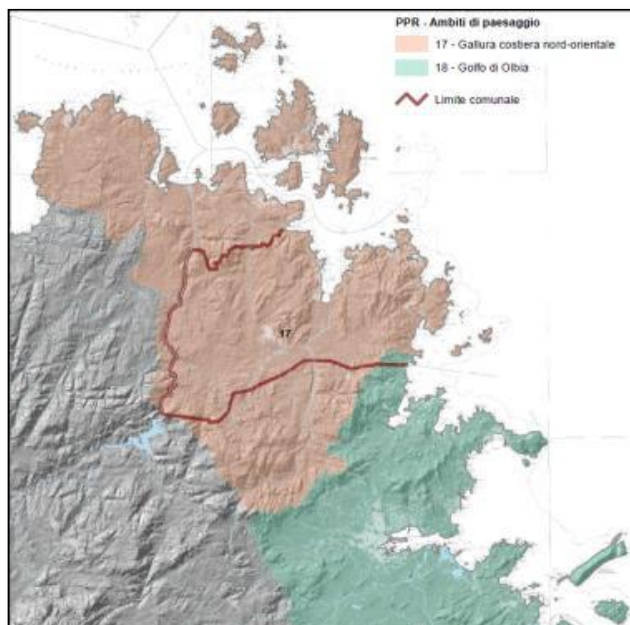 PPR - Ambiti di paesaggio
17 - Gallura costiera nord-orientale
18 - Golfo di Olbia
Limite comunale
17